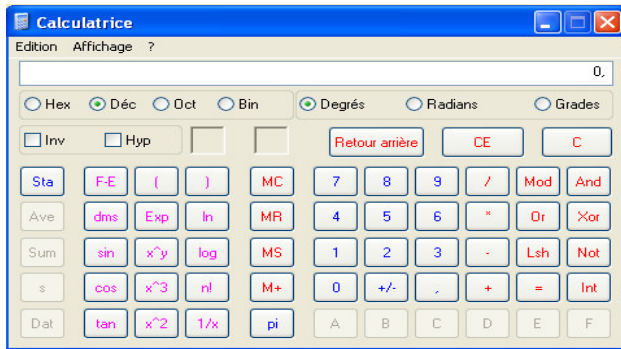 Calculatrice
Edition Affichage ?
0,
Hex Déc Oct Bin Degrés Radians Grades
Inv Hyp Retour arrière CE C
Sta F-E ( ) MC 7 8 9 / Mod And
Ave dms Exp ln MR 4 5 6 * Or Xor
Sum sin x^y log MS 1 2 3 - Lsh Not
s cos x^3 n! M+ 0 +/- , + = Int
Dat tan x^2 1/x pi A B C D E F